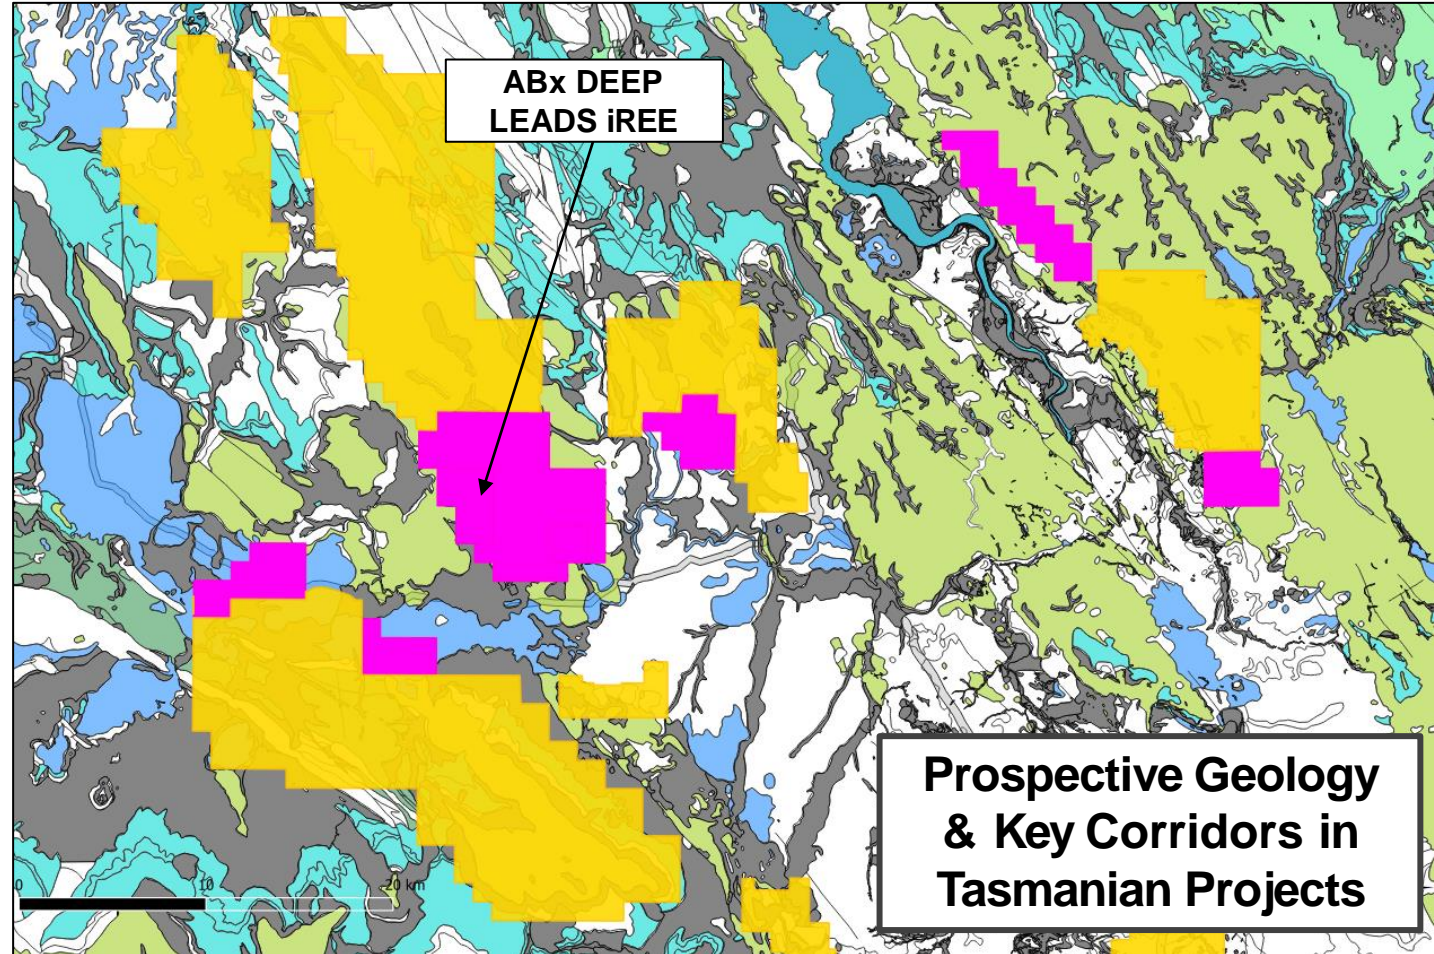 ABx DEEP
LEADS iREE
Prospective Geology
& Key Corridors in
Tasmanian Projects
0 10 20 km